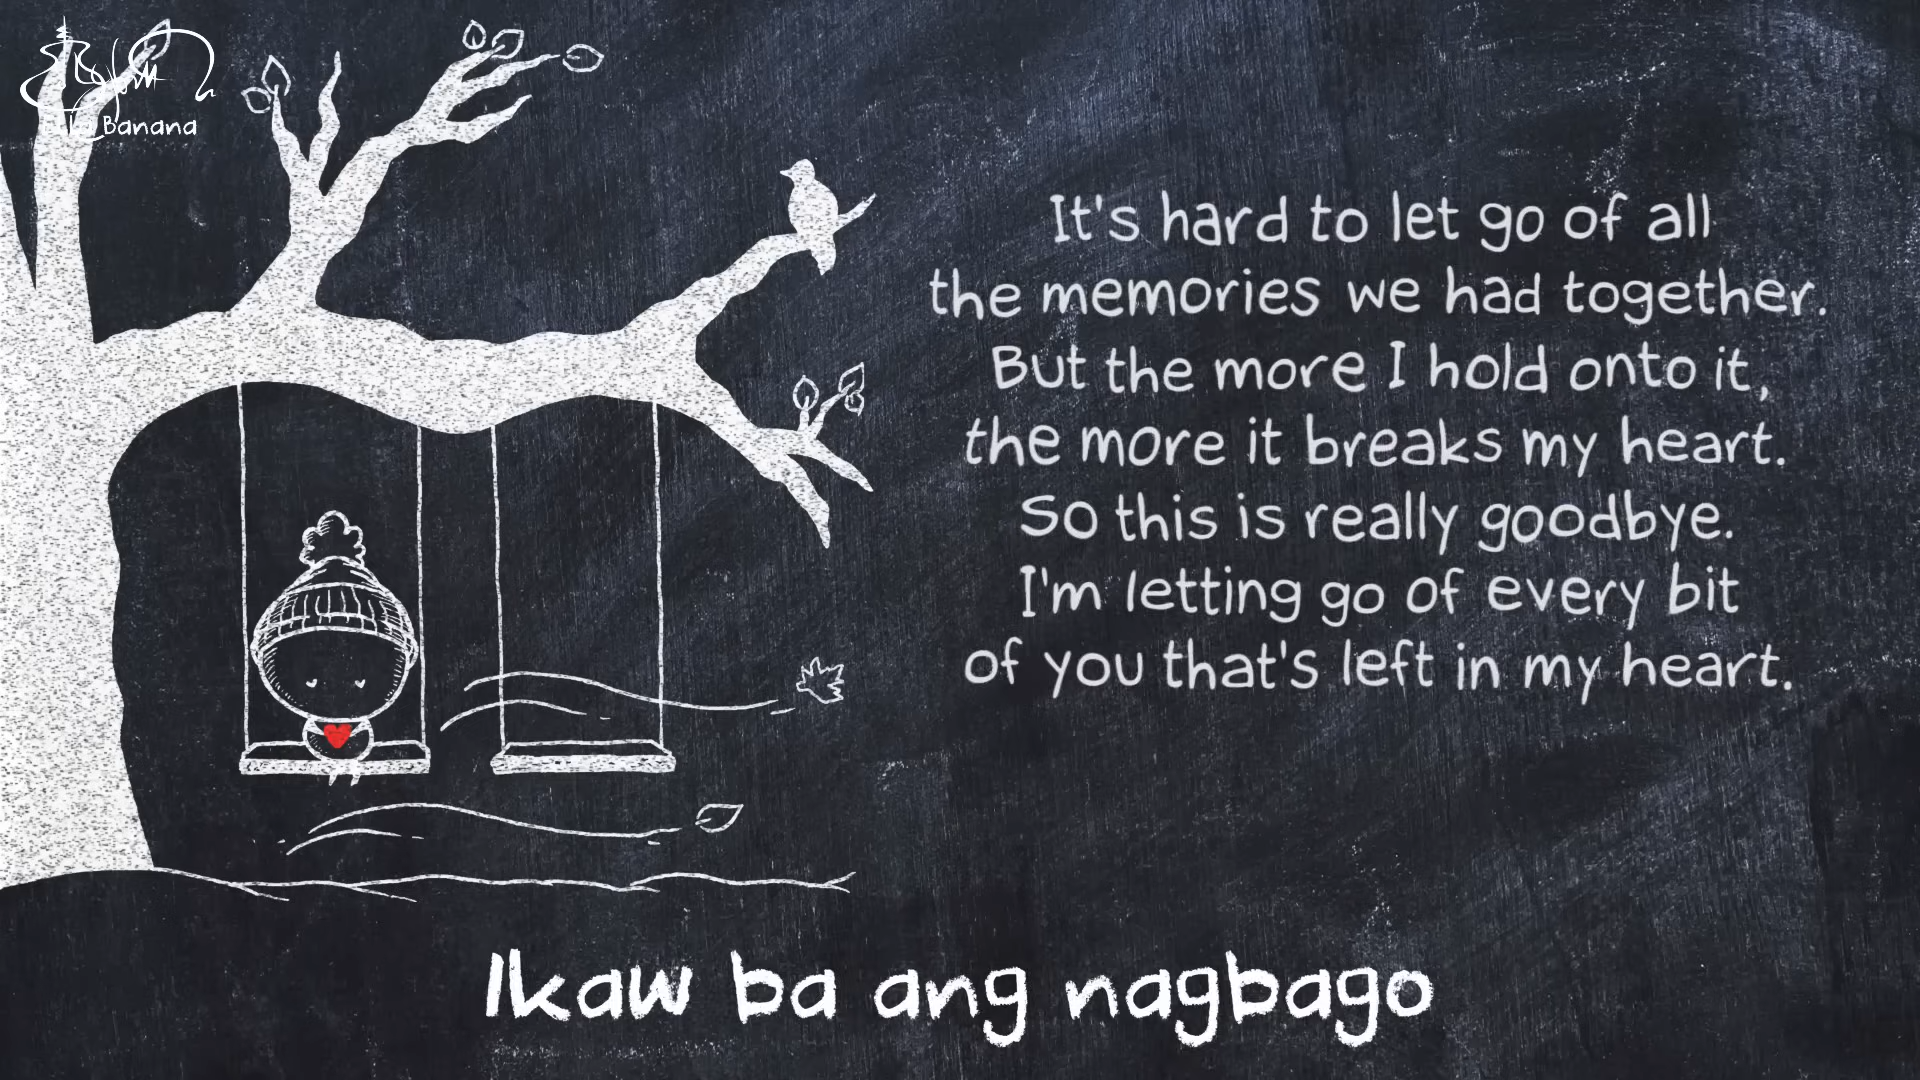 Banana
It's hard to let go of all
the memories we had together.
But the more I hold onto it,
the more it breaks my heart.
So this is really goodbye.
I'm letting go of every bit
of you that's left in my heart.
Ikaw ba ang nagbago